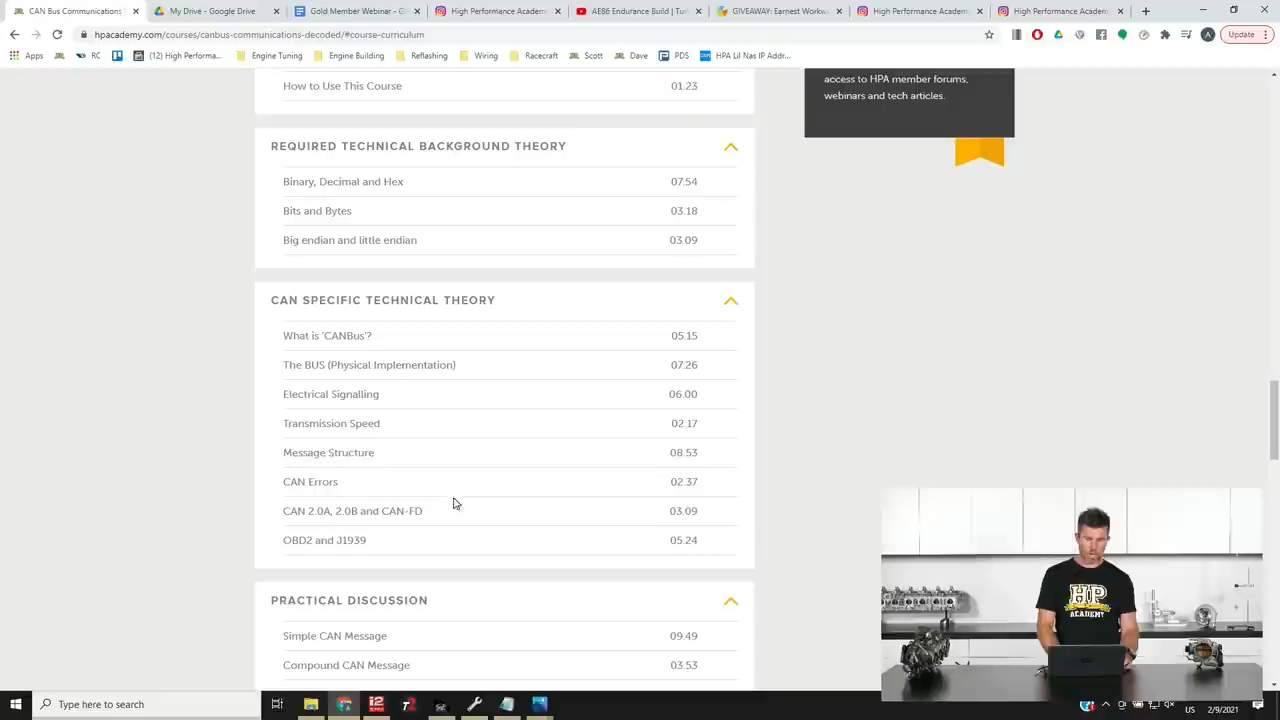 CAN Bus Communications
My Drive - Google Drive
Gold Member Webinar - G
High Performance Academ
AE86 Endurance Build | Tu
GIVEAWAY: Earnest Workw
High Performance Academ
High Performance Academ
hpacademy.com/courses/canbus-communications-decoded/#course-curriculum
A
Update
Apps
RC
(12) High Performa...
Engine Tuning
Engine Building
Reflashing
Wiring
Racecraft
Scott
Dave
PDS
HPA Lil Nas IP Addr...
How to Use This Course 01.23
access to HPA member forums,
webinars and tech articles.
REQUIRED TECHNICAL BACKGROUND THEORY
Binary, Decimal and Hex 07.54
Bits and Bytes 03.18
Big endian and little endian 03.09
CAN SPECIFIC TECHNICAL THEORY
What is 'CANBus'? 05.15
The BUS (Physical Implementation) 07.26
Electrical Signalling 06.00
Transmission Speed 02.17
Message Structure 08.53
CAN Errors 02.37
CAN 2.0A, 2.0B and CAN-FD 03.09
OBD2 and J1939 05.24
PRACTICAL DISCUSSION
Simple CAN Message 09.49
Compound CAN Message 03.53
HP
ACADEMY
Type here to search
US
2/9/2021